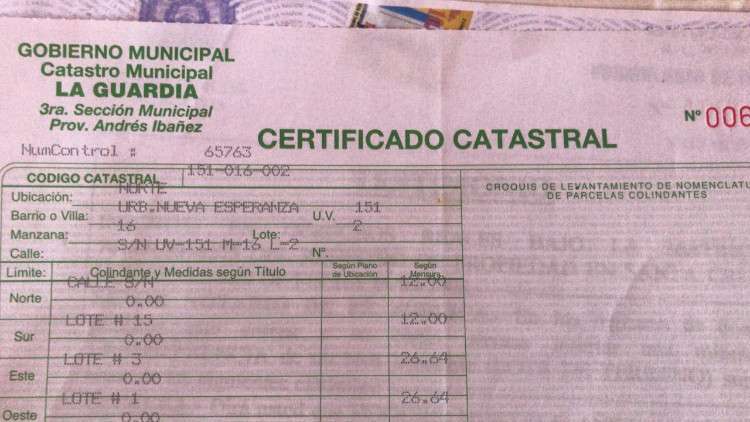 GOBIERNO MUNICIPAL
Catastro Municipal
LA GUARDIA
3ra. Sección Municipal
Prov. Andrés Ibañez
CERTIFICADO CATASTRAL
Nº 006
NumControl : 65763
CODIGO CATASTRAL 151-016-002
CROQUIS DE LEVANTAMIENTO DE NOMENCLATU
DE PARCELAS COLINDANTES
Ubicación: NORTE
Barrio o Villa: URB.NUEVA ESPERANZA U.V. 151
Manzana: 16 Lote: 2
Calle: S/N UV-151 M-16 L-2 Nº.
Limite: Colindante y Medidas según Título Según Plano de Ubicación Según Mensura
CALLE S/N 12.00
Norte 0.00
LOTE # 15 12.00
Sur 0.00
LOTE # 3 26.64
Este 0.00
LOTE # 1 26.64
Oeste 0.00